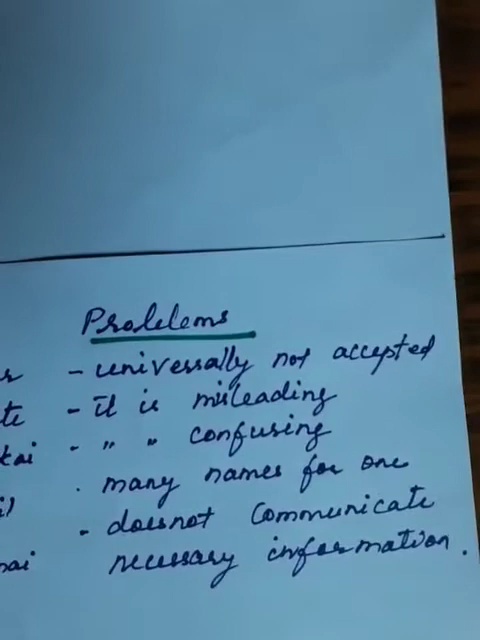 Problems
- universally not accepted
- it is misleading
- " " confusing
. many names for one
- doesnot communicate
necessary information.